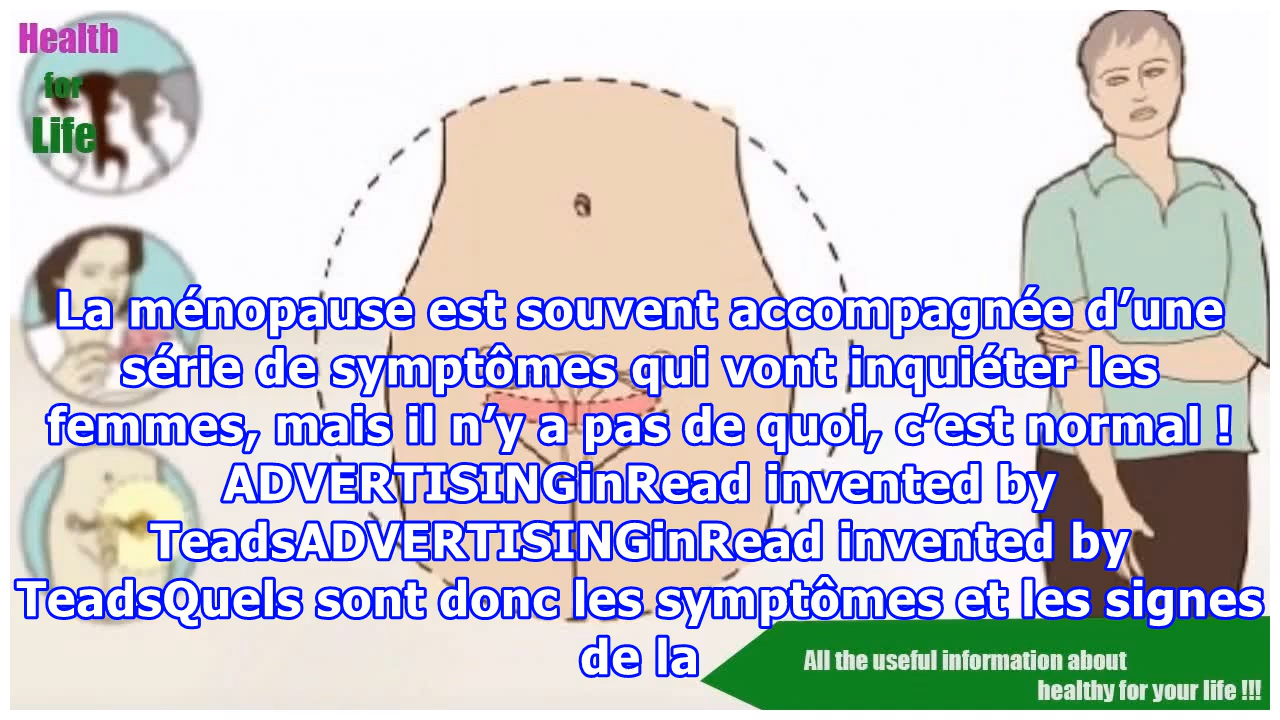 Health
for
Life
La ménopause est souvent accompagnée d’une
série de symptômes qui vont inquiéter les
femmes, mais il n’y a pas de quoi, c’est normal !
ADVERTISINGinRead invented by
TeadsADVERTISINGinRead invented by
TeadsQuels sont donc les symptômes et les signes
de la
All the useful information about
healthy for your life !!!